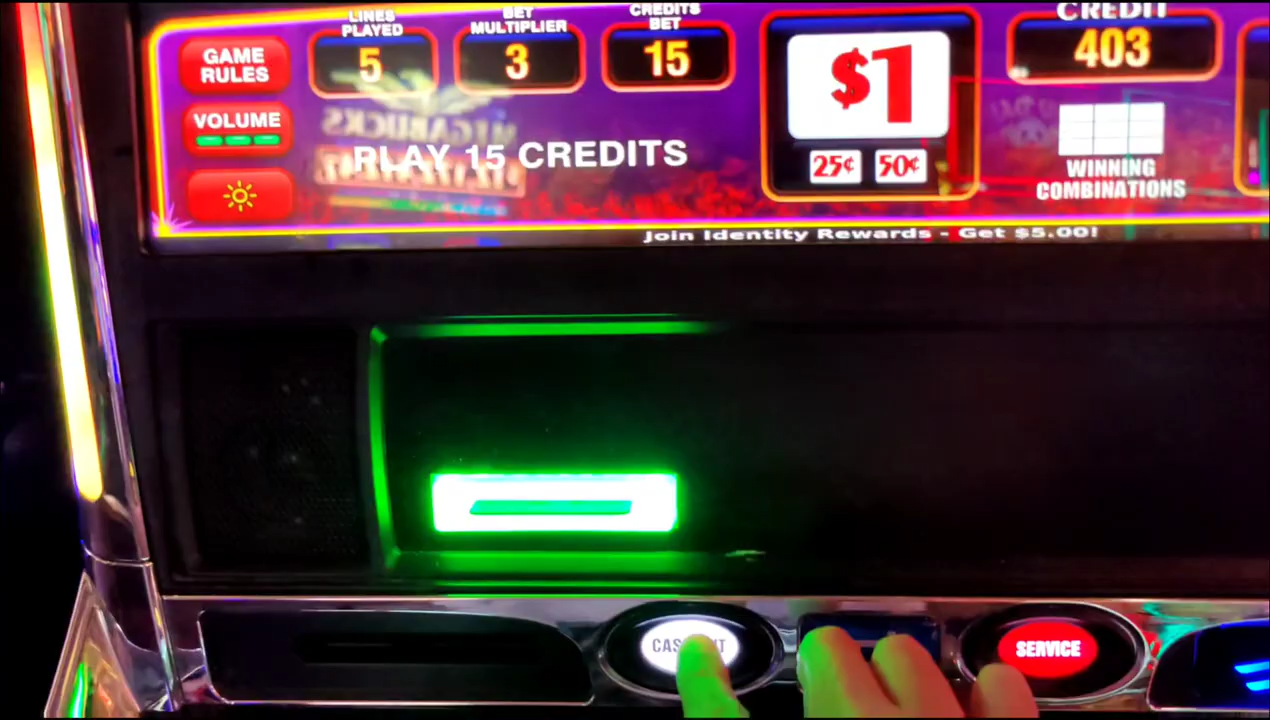 LINES
PLAYED
5
BET
MULTIPLIER
3
CREDITS
BET
15
GAME
RULES
VOLUME
PLAY 15 CREDITS
$1
25¢
50¢
CREDIT
403
WINNING
COMBINATIONS
Join Identity Rewards - Get $5.00!
SERVICE